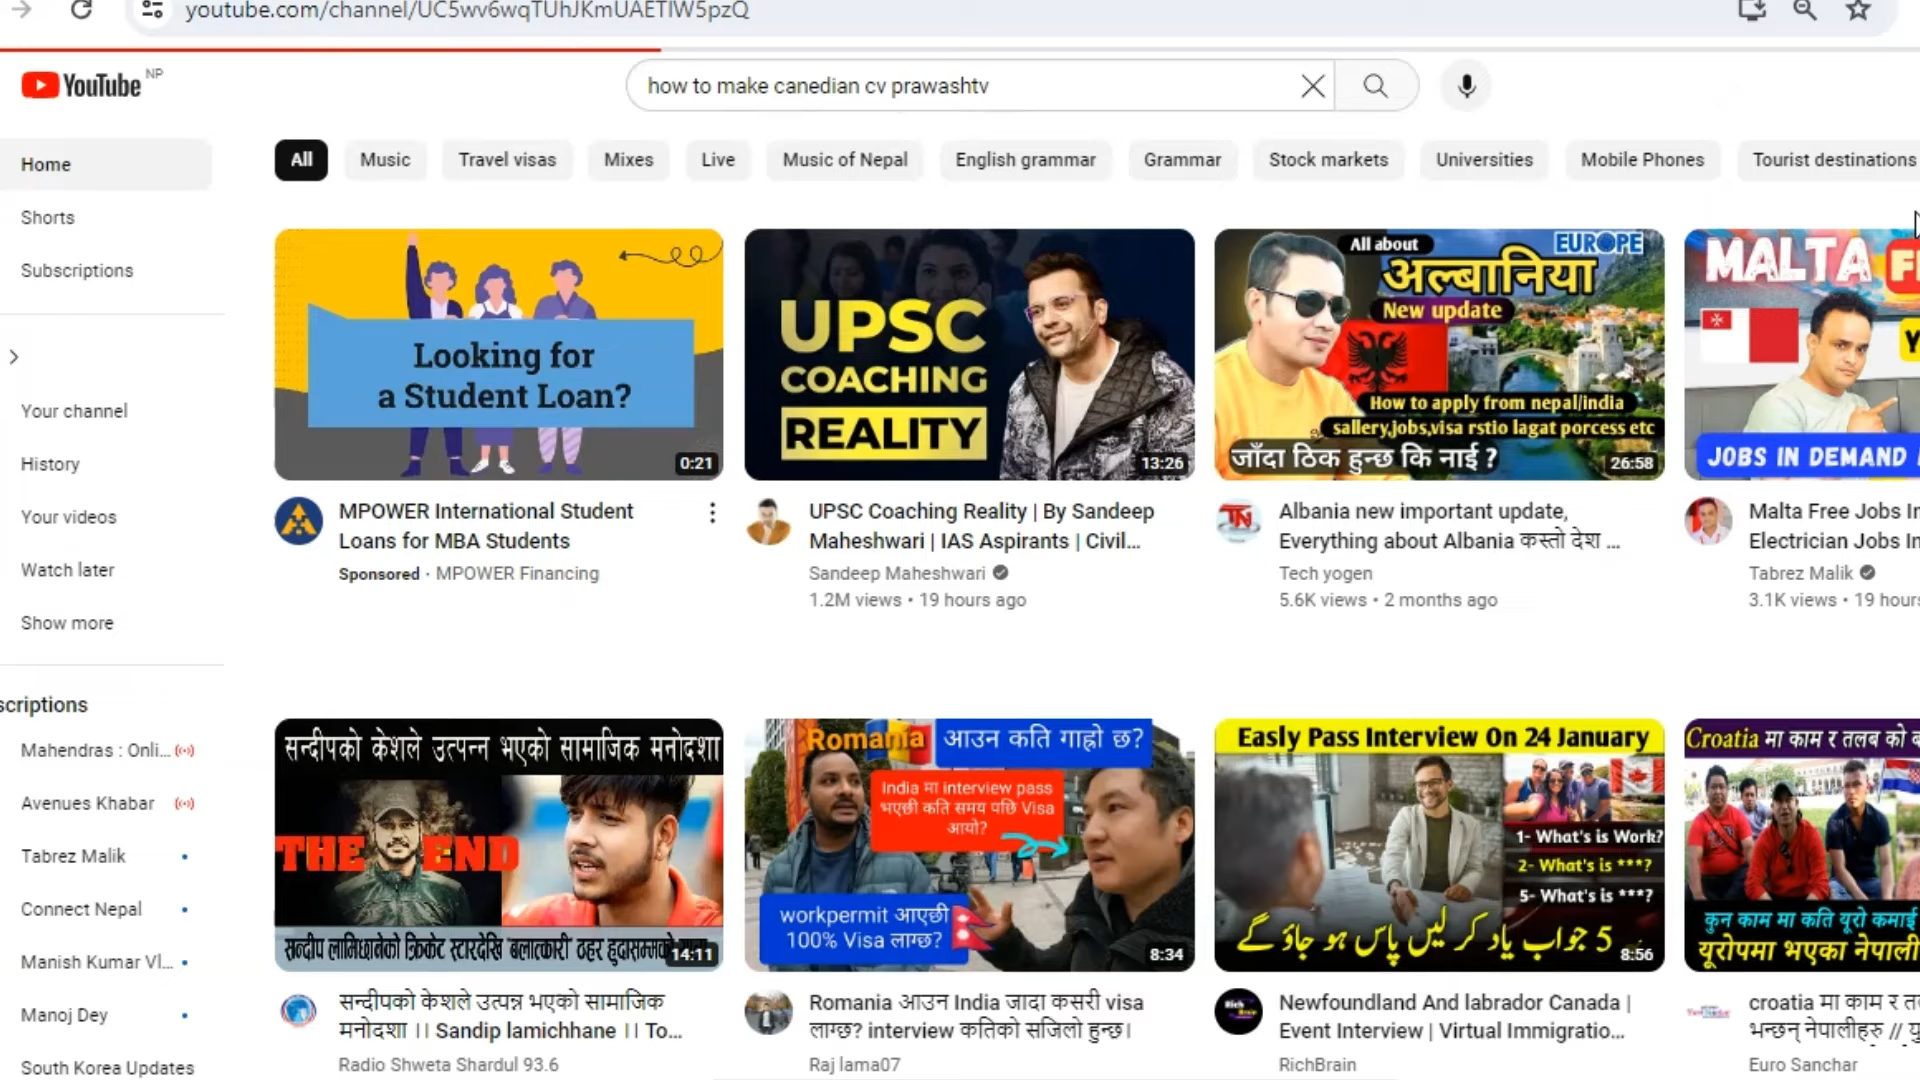 youtube.com/channel/UC5wv6wqTUhJKmUAETlW5pzQ
YouTube NP
how to make canedian cv prawashtv
All
Music
Travel visas
Mixes
Live
Music of Nepal
English grammar
Grammar
Stock markets
Universities
Mobile Phones
Tourist destinations
Home
Shorts
Subscriptions
Your channel
History
Your videos
Watch later
Show more
scriptions
Mahendras : Onli...
Avenues Khabar
Tabrez Malik
Connect Nepal
Manish Kumar Vl...
Manoj Dey
South Korea Updates
Looking for
a Student Loan?
0:21
MPOWER International Student
Loans for MBA Students
Sponsored · MPOWER Financing
UPSC
COACHING
REALITY
13:26
UPSC Coaching Reality | By Sandeep
Maheshwari | IAS Aspirants | Civil...
Sandeep Maheshwari
1.2M views • 19 hours ago
All about
EUROPE
अल्बानिया
New update
How to apply from nepal/india
sallery,jobs,visa rstio lagat porcess etc
जाँदा ठिक हुन्छ कि नाई ?
26:58
TN
Albania new important update,
Everything about Albania कस्तो देश ...
Tech yogen
5.6K views • 2 months ago
MALTA F
Y
JOBS IN DEMAND
Malta Free Jobs In
Electrician Jobs In
Tabrez Malik
3.1K views • 19 hours
सन्दीपको केशले उत्पन्न भएको सामाजिक मनोदशा
THE END
सन्दीप लामिछानेको क्रिकेट स्टारदेखि 'बलात्कारी' ठहर हुदासम्मको
14:11
सन्दीपको केशले उत्पन्न भएको सामाजिक
मनोदशा ।। Sandip lamichhane ।। To...
Radio Shweta Shardul 93.6
Romania
आउन कति गाह्रो छ?
India मा interview pass
भएछी कति समय पछि Visa
आयो?
workpermit आएछी
100% Visa लाग्छ?
8:34
Romania आउन India जादा कसरी visa
लाग्छ? interview कतिको सजिलो हुन्छ।
Raj lama07
Easly Pass Interview On 24 January
1- What's is Work?
2- What's is ***?
5- What's is ***?
5 جواب یاد کر لیں پاس ہو جاؤ گے
8:56
Rich
Brain
Newfoundland And labrador Canada |
Event Interview | Virtual Immigratio...
RichBrain
Croatia मा काम र तलब को
कुन काम मा कति यूरो कमाई
यूरोपमा भएका नेपाली
croatia मा काम र
भन्छन् नेपालीहरु //
Euro Sanchar